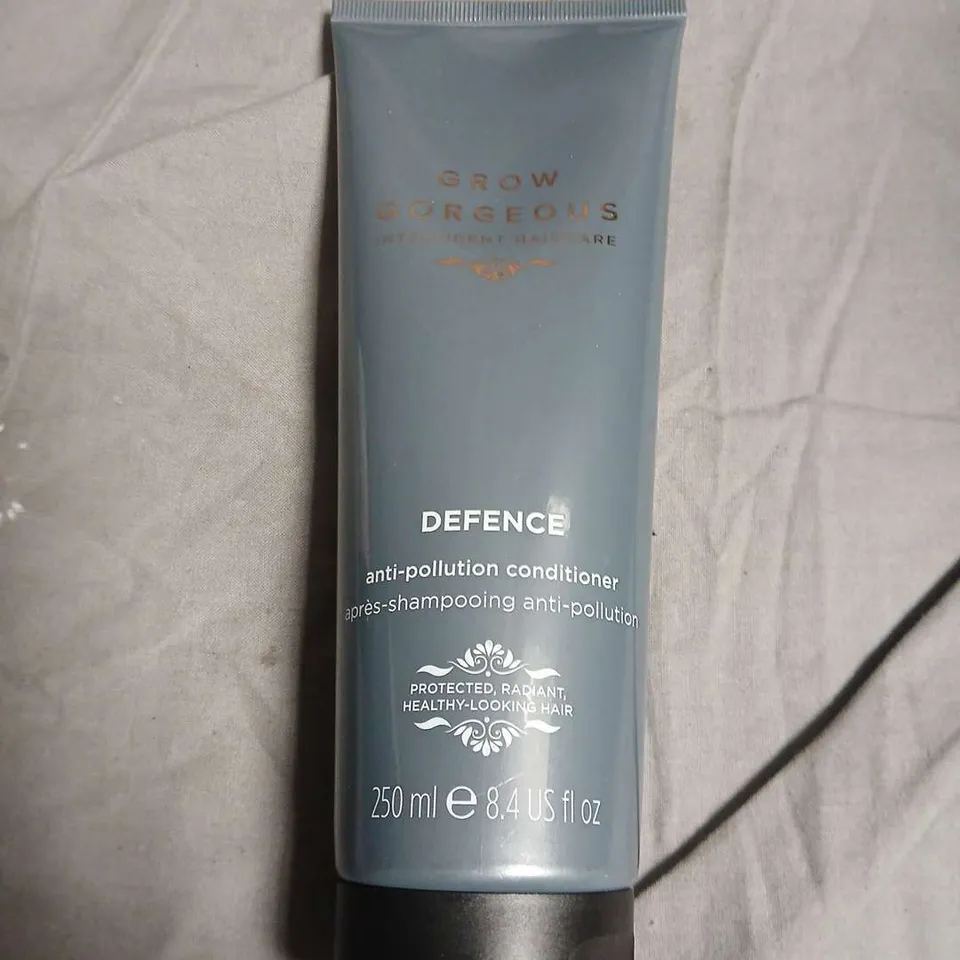 GROW
GORGEOUS
INTELLIGENT HAIRCARE
DEFENCE
anti-pollution conditioner
après-shampooing anti-pollution
PROTECTED, RADIANT,
HEALTHY-LOOKING HAIR
250 ml e 8.4 US fl oz